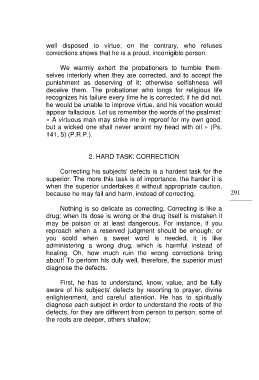 well disposed to virtue; on the contrary, who refuses
corrections shows that he is a proud, incorrigible person.
We warmly exhort the probationers to humble them-
selves interiorly when they are corrected, and to accept the
punishment as deserving of it; otherwise selfishness will
deceive them. The probationer who longs for religious life
recognizes his failure every time he is corrected; if he did not,
he would be unable to improve virtue, and his vocation would
appear fallacious. Let us remember the words of the psalmist:
« A virtuous man may strike me in reproof for my own good,
but a wicked one shall never anoint my head with oil » (Ps.
141, 5) (P.R.P.).
2. HARD TASK: CORRECTION
Correcting his subjects' defects is a hardest task for the
superior. The more this task is of importance, the harder it is
when the superior undertakes it without appropriate caution,
because he may fail and harm, instead of correcting.
291
Nothing is so delicate as correcting. Correcting is like a
drug; when its dose is wrong or the drug itself is mistaken it
may be poison or at least dangerous. For instance, if you
reproach when a reserved judgment should be enough, or
you scold when a sweet word is needed, it is like
administering a wrong drug, which is harmful instead of
healing. Oh, how much ruin the wrong corrections bring
about! To perform his duty well, therefore, the superior must
diagnose the defects.
First, he has to understand, know, value, and be fully
aware of his subjects' defects by resorting to prayer, divine
enlightenment, and careful attention. He has to spiritually
diagnose each subject in order to understand the roots of the
defects, for they are different from person to person; some of
the roots are deeper, others shallow;